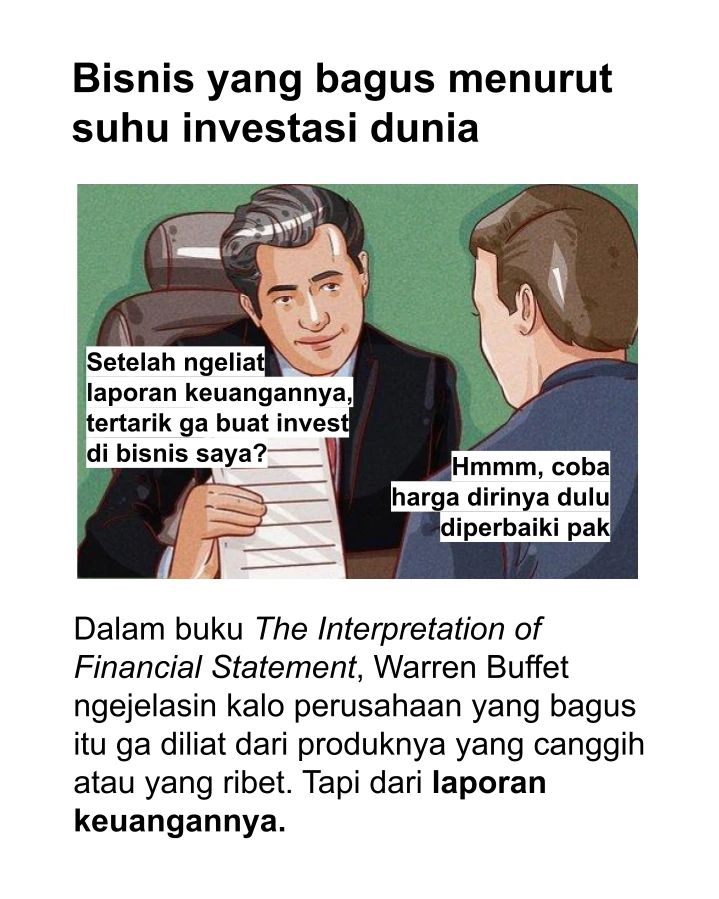 Bisnis yang bagus menurut
suhu investasi dunia
Setelah ngeliat
laporan keuangannya,
tertarik ga buat invest
di bisnis saya?
Hmmm, coba
harga dirinya dulu
diperbaiki pak
Dalam buku The Interpretation of
Financial Statement, Warren Buffet
ngejelasin kalo perusahaan yang bagus
itu ga diliat dari produknya yang canggih
atau yang ribet. Tapi dari laporan
keuangannya.